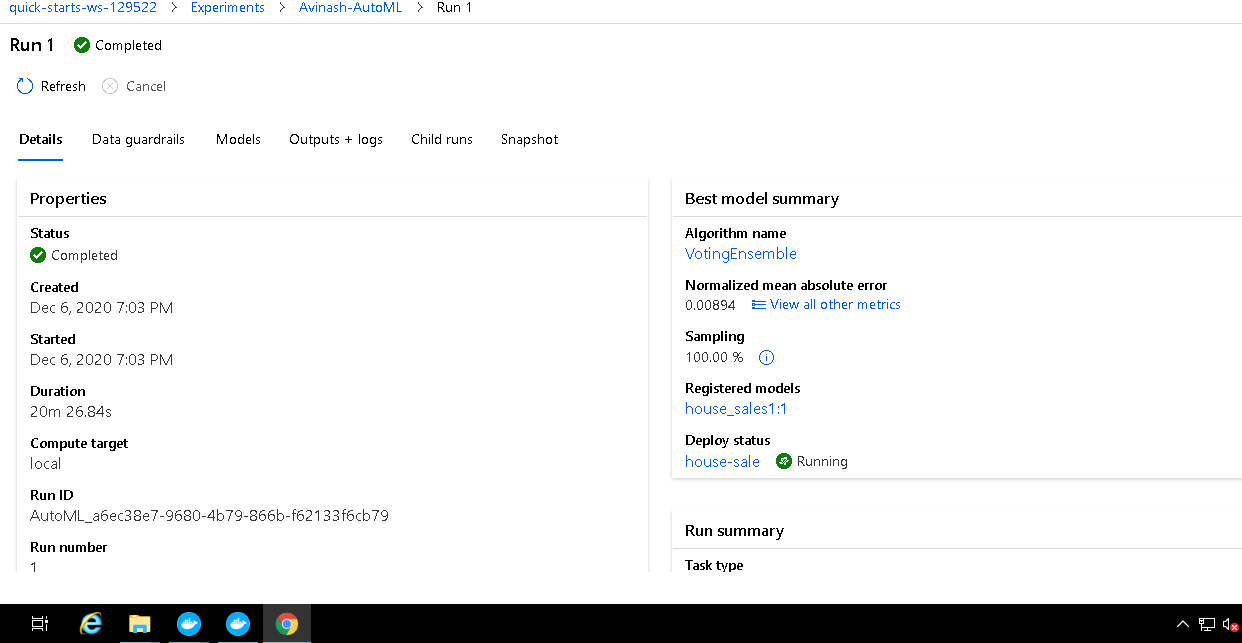 quick-starts-ws-129522 > Experiments > Avinash-AutoML > Run 1
Run 1 Completed
Refresh Cancel
Details Data guardrails Models Outputs + logs Child runs Snapshot
Properties
Status
Completed
Created
Dec 6, 2020 7:03 PM
Started
Dec 6, 2020 7:03 PM
Duration
20m 26.84s
Compute target
local
Run ID
AutoML_a6ec38e7-9680-4b79-866b-f62133f6cb79
Run number
1
Best model summary
Algorithm name
VotingEnsemble
Normalized mean absolute error
0.00894 View all other metrics
Sampling
100.00 %
Registered models
house_sales1:1
Deploy status
house-sale Running
Run summary
Task type